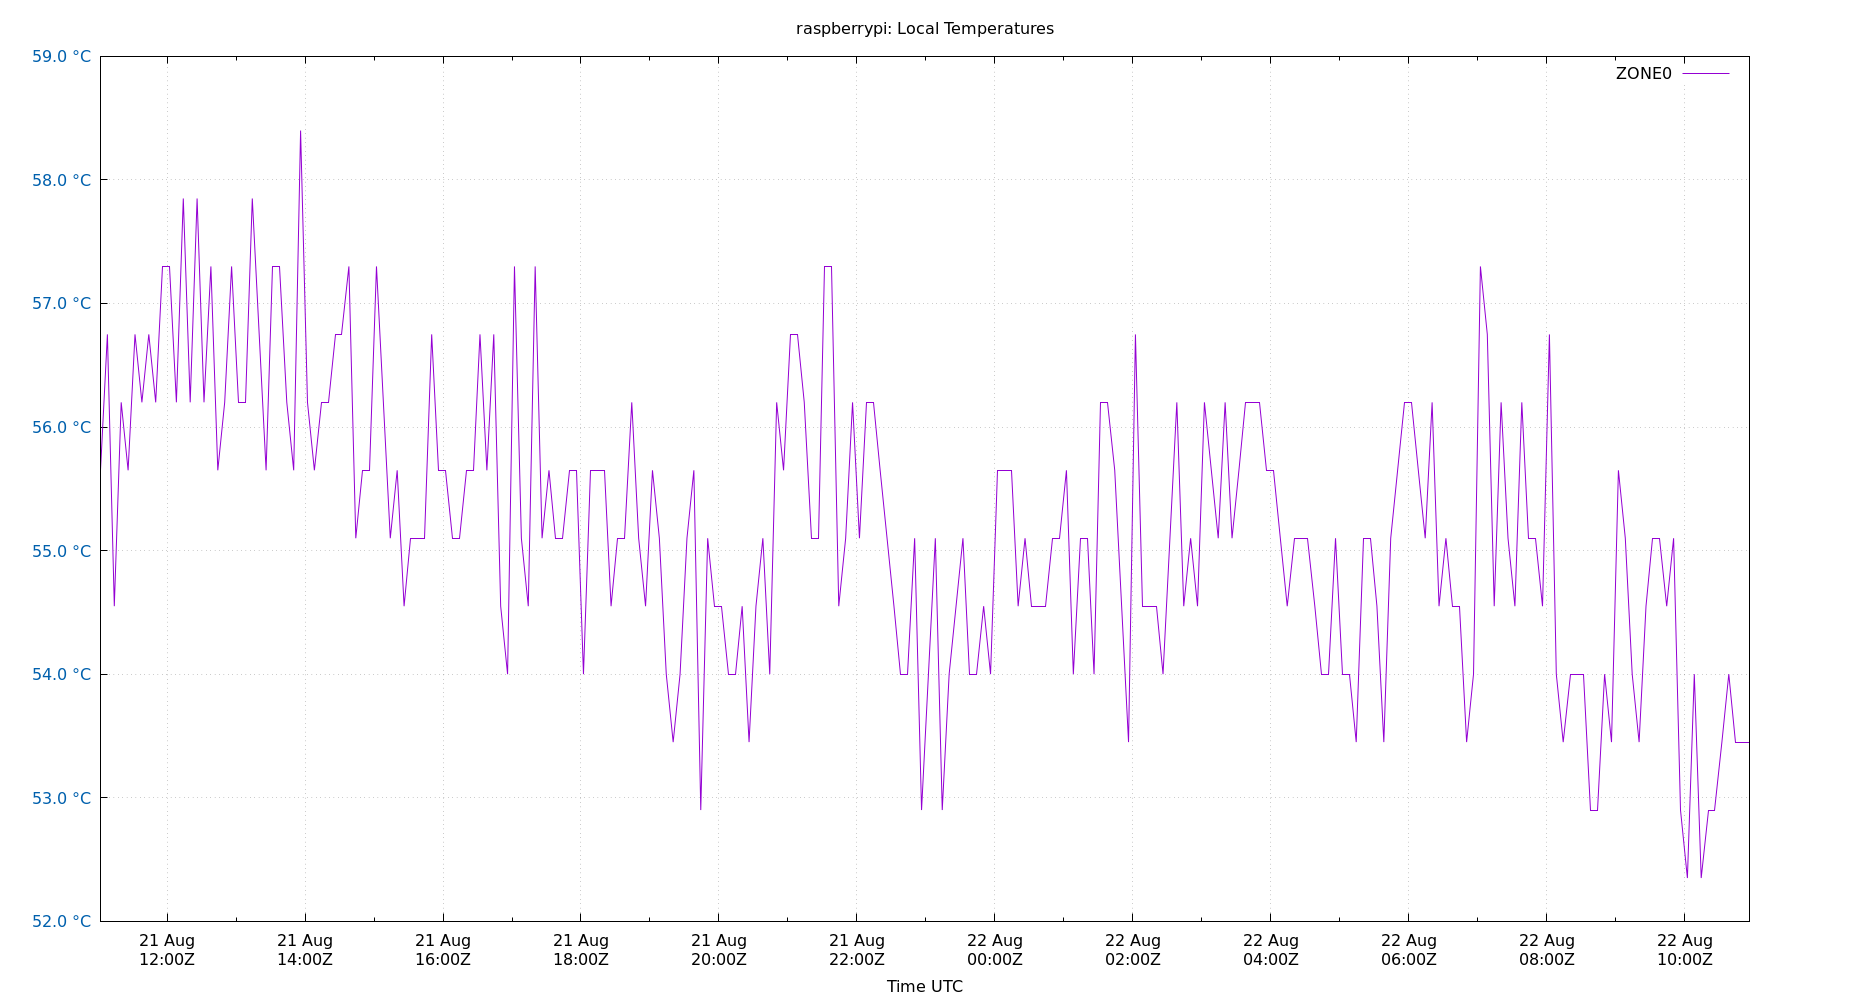 raspberrypi: Local Temperatures
59.0 °C
ZONE0
58.0 °C
57.0 °C
56.0 °C
55.0 °C
54.0 °C
53.0 °C
52.0 °C
21 Aug 21 Aug 21 Aug 21 Aug 21 Aug 21 Aug 22 Aug 22 Aug 22 Aug 22 Aug 22 Aug 22 Aug
12:00Z 14:00Z 16:00Z 18:00Z 20:00Z 22:00Z 00:00Z 02:00Z 04:00Z 06:00Z 08:00Z 10:00Z
Time UTC